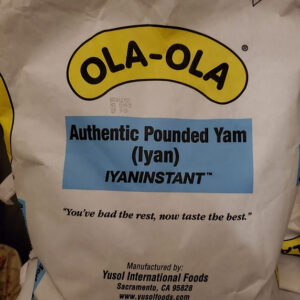 OLA-OLA®
Authentic Pounded Yam
(Iyan)
IYANINSTANT™
"You've had the rest, now taste the best."
Manufactured by:
Yusol International Foods
Sacramento, CA 95828
www.yusolfoods.com